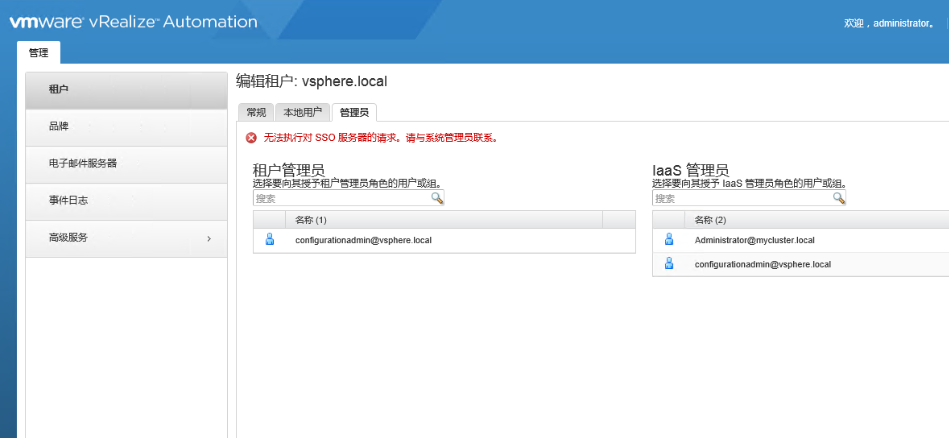 vmware vRealize™ Automation
欢迎，administrator。
管理
租户
品牌
电子邮件服务器
事件日志
高级服务
编辑租户: vsphere.local
常规 本地用户 管理员
无法执行对 SSO 服务器的请求。请与系统管理员联系。
租户管理员
选择要向其授予租户管理员角色的用户或组。
搜索
名称 (1)
configurationadmin@vsphere.local
IaaS 管理员
选择要向其授予 IaaS 管理员角色的用户或组。
搜索
名称 (2)
Administrator@mycluster.local
configurationadmin@vsphere.local